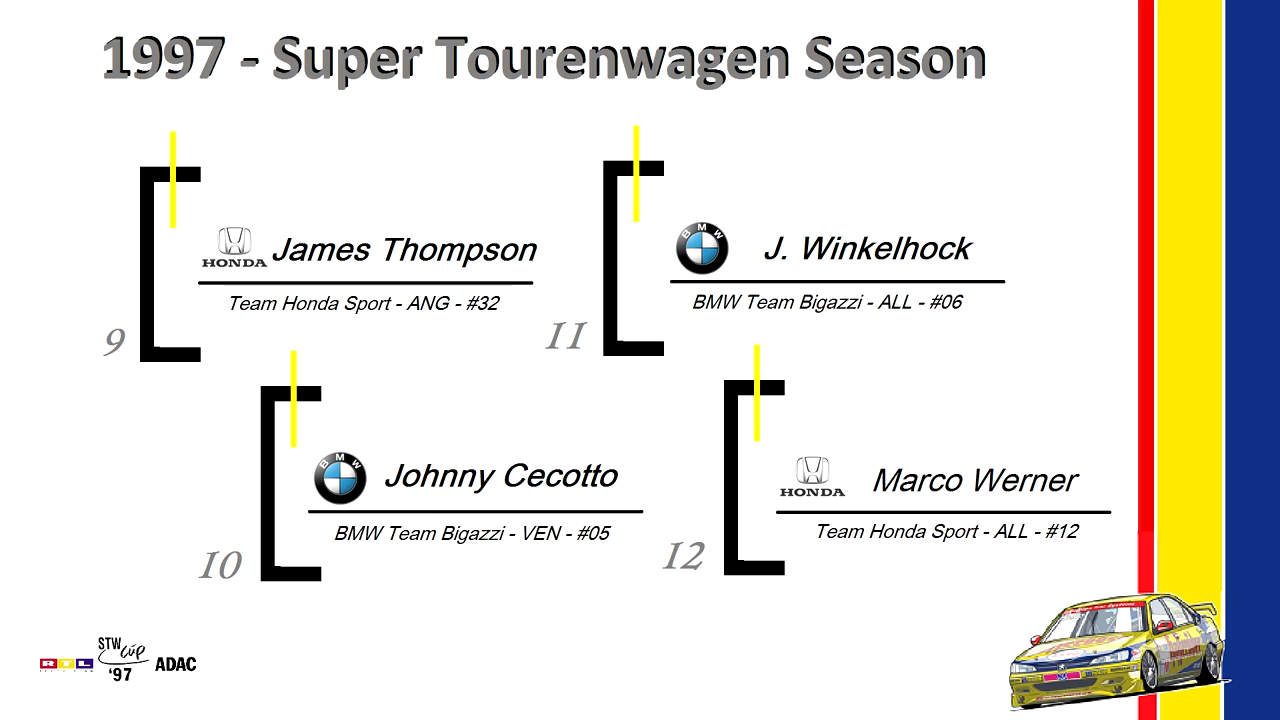 1997 - Super Tourenwagen Season
HONDA
James Thompson
Team Honda Sport - ANG - #32
9
BMW
Johnny Cecotto
BMW Team Bigazzi - VEN - #05
10
BMW
J. Winkelhock
BMW Team Bigazzi - ALL - #06
11
HONDA
Marco Werner
Team Honda Sport - ALL - #12
12
RTL
STW
Cup
'97
ADAC